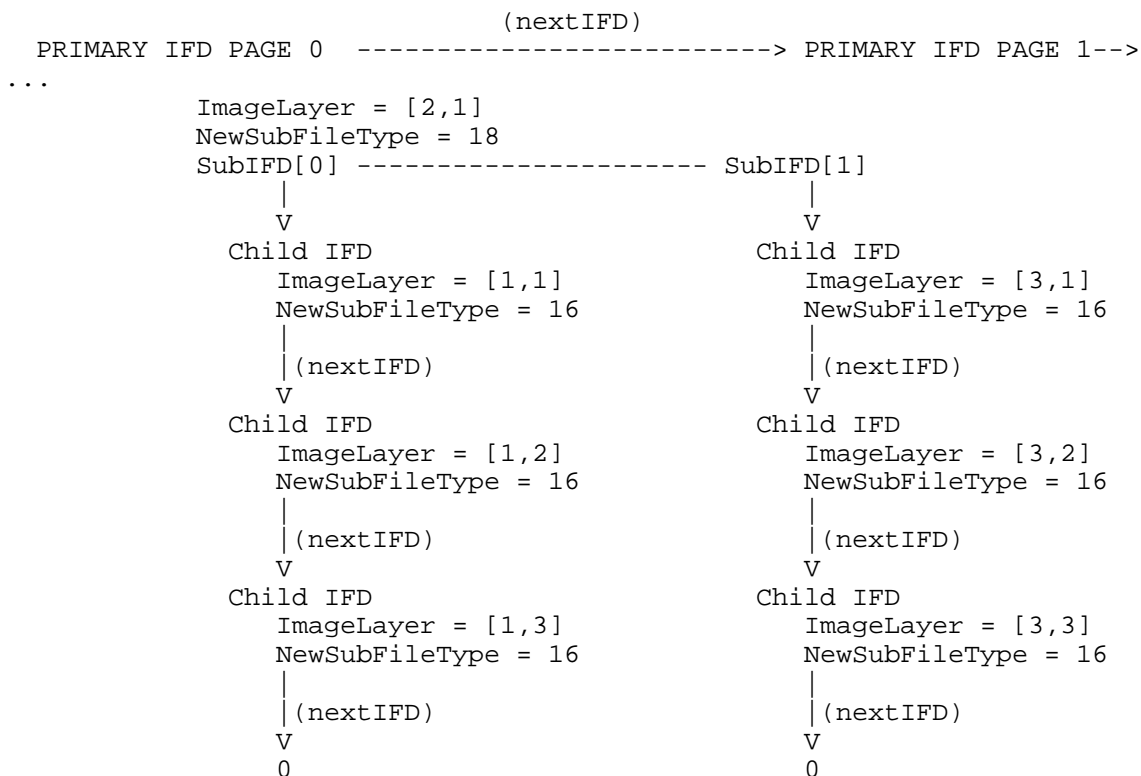 (nextIFD)
PRIMARY IFD PAGE 0 --------------------------> PRIMARY IFD PAGE 1-->
...
ImageLayer = [2,1]
NewSubFileType = 18
SubIFD[0] ---------------------- SubIFD[1]
| |
V V
Child IFD Child IFD
ImageLayer = [1,1] ImageLayer = [3,1]
NewSubFileType = 16 NewSubFileType = 16
| |
|(nextIFD) |(nextIFD)
V V
Child IFD Child IFD
ImageLayer = [1,2] ImageLayer = [3,2]
NewSubFileType = 16 NewSubFileType = 16
| |
|(nextIFD) |(nextIFD)
V V
Child IFD Child IFD
ImageLayer = [1,3] ImageLayer = [3,3]
NewSubFileType = 16 NewSubFileType = 16
| |
|(nextIFD) |(nextIFD)
V V
0 0